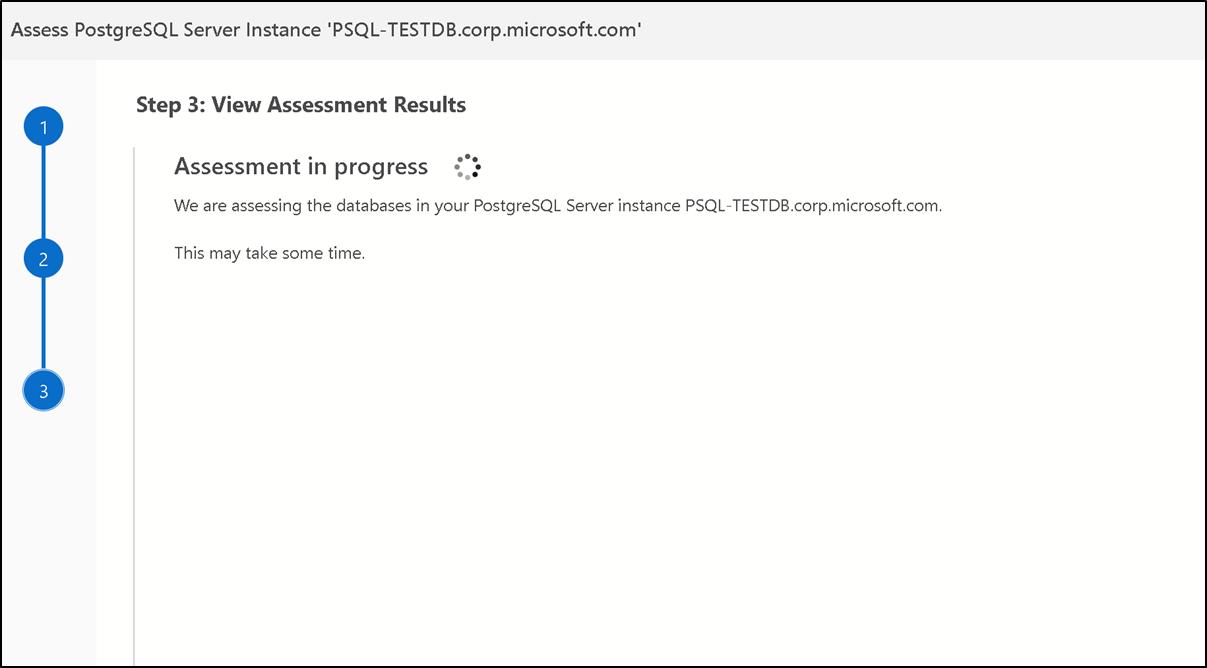 Assess PostgreSQL Server Instance 'PSQL-TESTDB.corp.microsoft.com'
1
2
3
Step 3: View Assessment Results
Assessment in progress
We are assessing the databases in your PostgreSQL Server instance PSQL-TESTDB.corp.microsoft.com.
This may take some time.